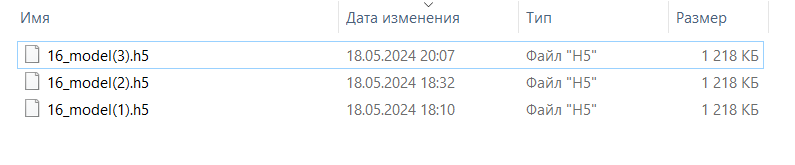 Имя Дата изменения Тип Размер
16_model(3).h5 18.05.2024 20:07 Файл "H5" 1 218 КБ
16_model(2).h5 18.05.2024 18:32 Файл "H5" 1 218 КБ
16_model(1).h5 18.05.2024 18:10 Файл "H5" 1 218 КБ